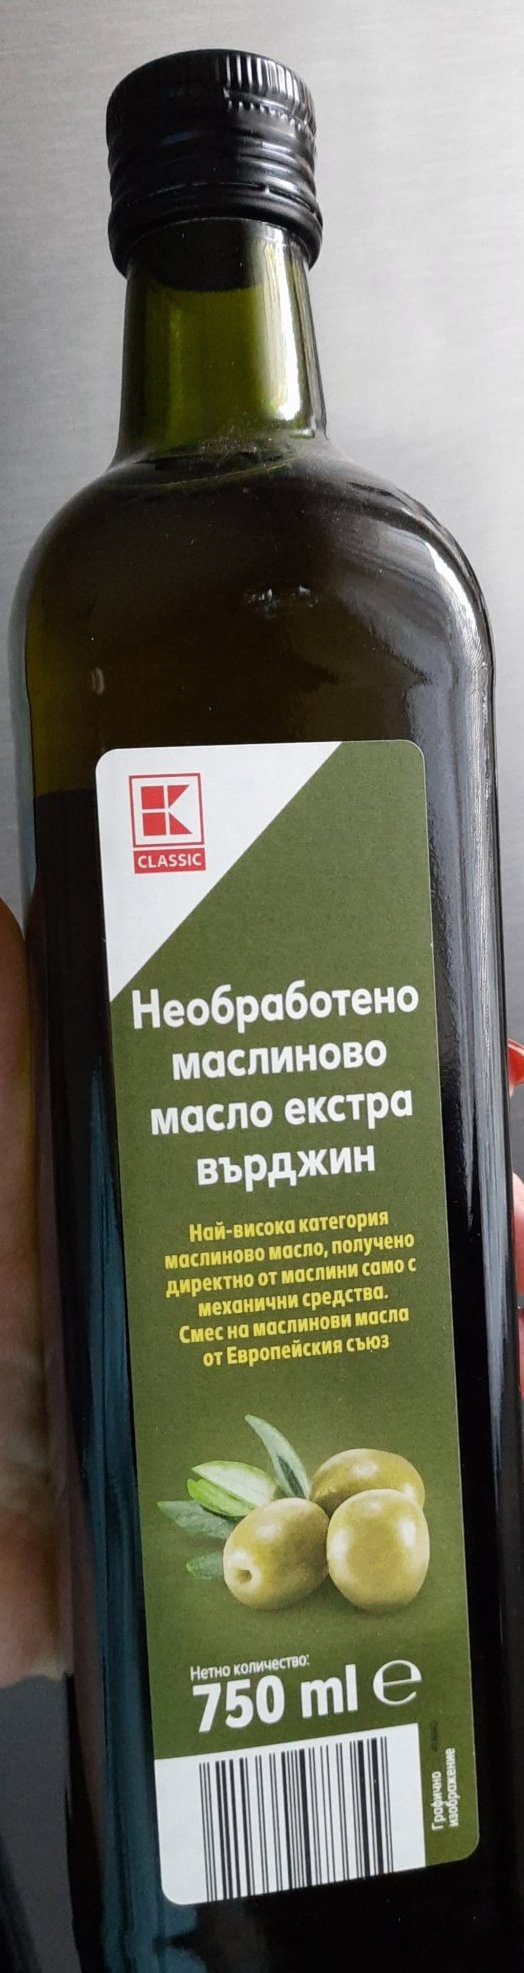 K
CLASSIC
Необработено
маслиново
масло екстра
върджин
Най-висока категория
маслиново масло, получено
директно от маслини само с
механични средства.
Смес на маслинови масла
от Европейския съюз
Нетно количество:
750 ml e
Графично
изображение